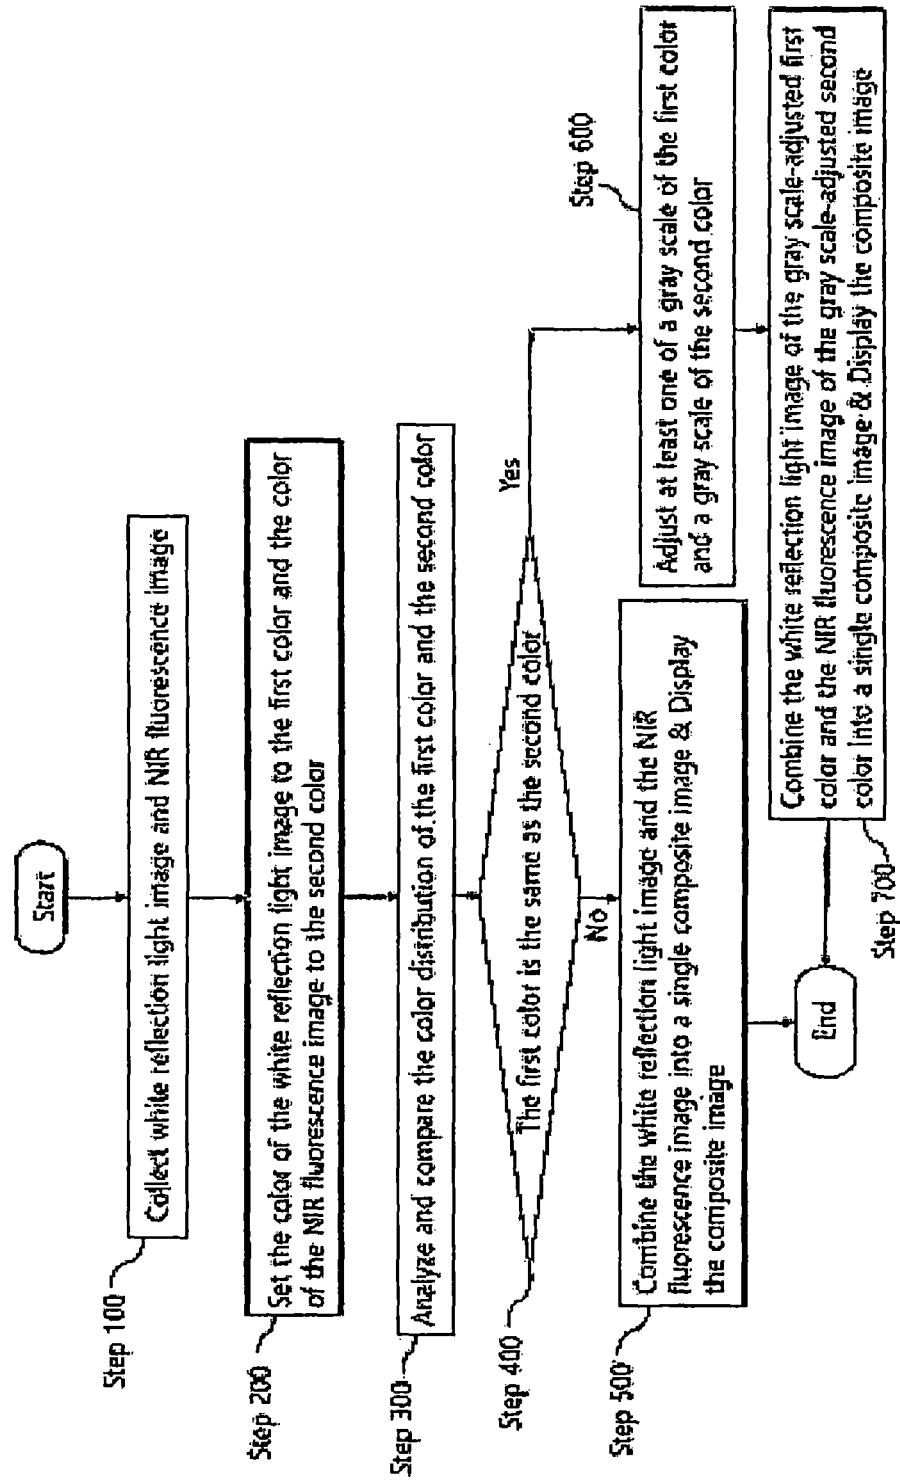 Start
Step 100
Collect white reflection light image and NIR fluorescence image
Step 200
Set the color of the white reflection light image to the first color and the color
of the NIR fluorescence image to the second color
Step 300
Analyze and compare the color distribution of the first color and the second color
Step 400
The first color is the same as the second color
Yes
No
Step 500
Combine the white reflection light image and the NIR
fluorescence image into a single composite image & Display
the composite image
Step 600
Adjust at least one of a gray scale of the first color
and a gray scale of the second color
Combine the white reflection light image of the gray scale-adjusted first
color and the NIR fluorescence image of the gray scale-adjusted second
color into a single composite image & Display the composite image
Step 700
End